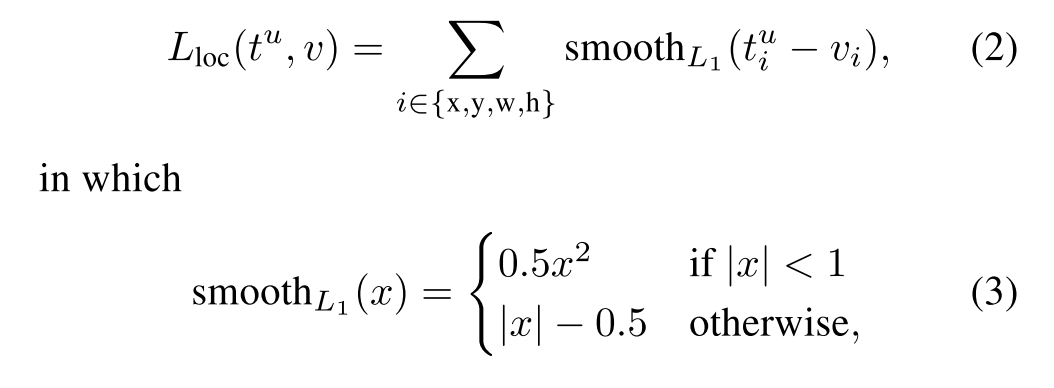 L_loc(t^u, v) = ∑_{i∈{x,y,w,h}} smooth_{L_1}(t_i^u − v_i), (2)
in which
smooth_{L_1}(x) = { 0.5x^2 if |x| < 1
|x| − 0.5 otherwise, (3)